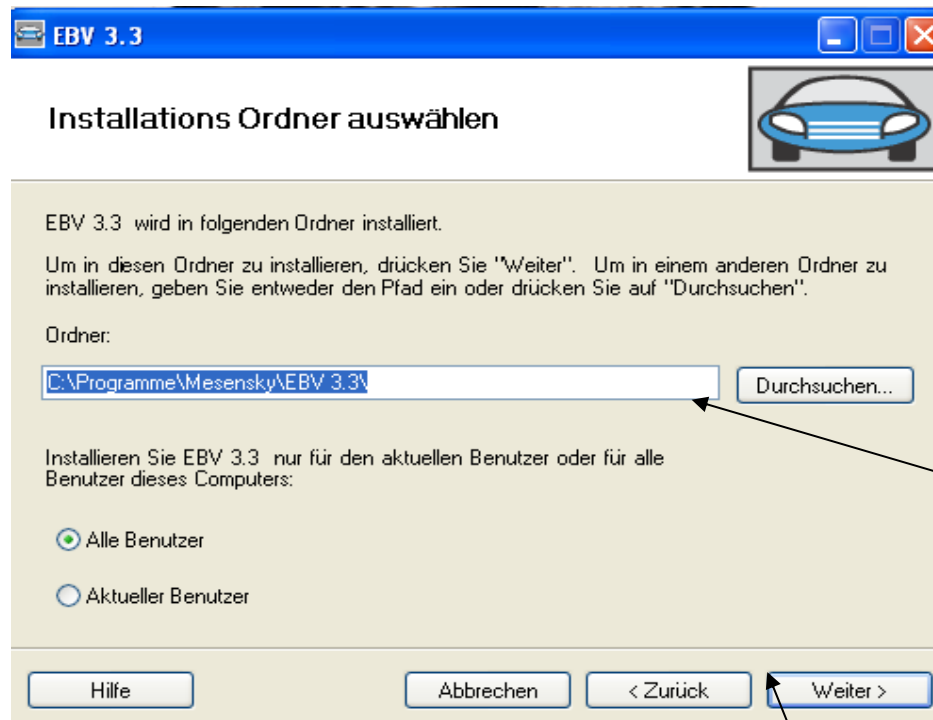 EBV 3.3
Installations Ordner auswählen
EBV 3.3 wird in folgenden Ordner installiert.
Um in diesen Ordner zu installieren, drücken Sie "Weiter". Um in einem anderen Ordner zu
installieren, geben Sie entweder den Pfad ein oder drücken Sie auf "Durchsuchen".
Ordner:
C:\Programme\Mesensky\EBV 3.3\
Durchsuchen...
Installieren Sie EBV 3.3 nur für den aktuellen Benutzer oder für alle
Benutzer dieses Computers:
Alle Benutzer
Aktueller Benutzer
Hilfe
Abbrechen
< Zurück
Weiter >